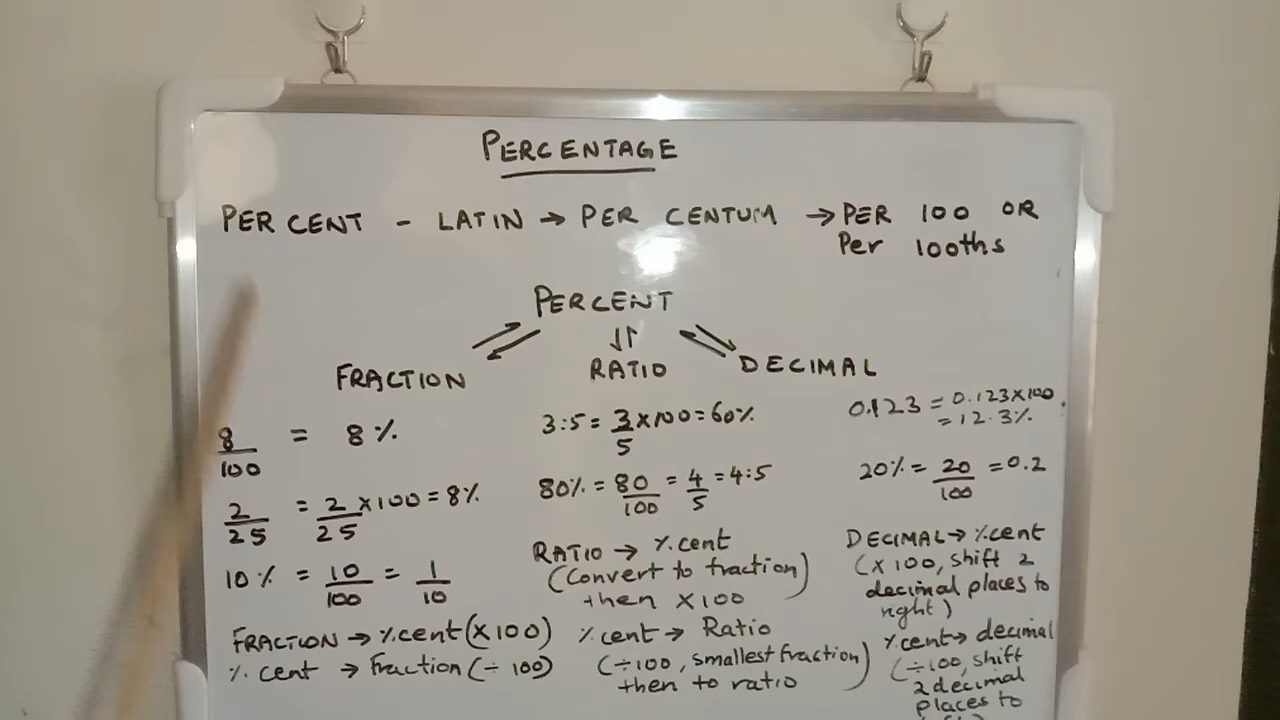 PERCENTAGE
PER CENT - LATIN → PER CENTUM → PER 100 OR
Per 100ths
PERCENT
FRACTION
8/100 = 8%
2/25 = 2/25 ×100 = 8%
10% = 10/100 = 1/10
FRACTION → %cent (×100)
% cent → Fraction (÷ 100)
RATIO
3:5 = 3/5 ×100 = 60%
80% = 80/100 = 4/5 = 4:5
RATIO → %cent
(Convert to fraction)
then ×100
%cent → Ratio
(÷100, smallest fraction)
then to ratio
DECIMAL
0.123 = 0.123×100
= 12.3%
20% = 20/100 = 0.2
DECIMAL → %cent
(×100, shift 2
decimal places to
right)
%cent → decimal
(÷100, shift
2 decimal
places to